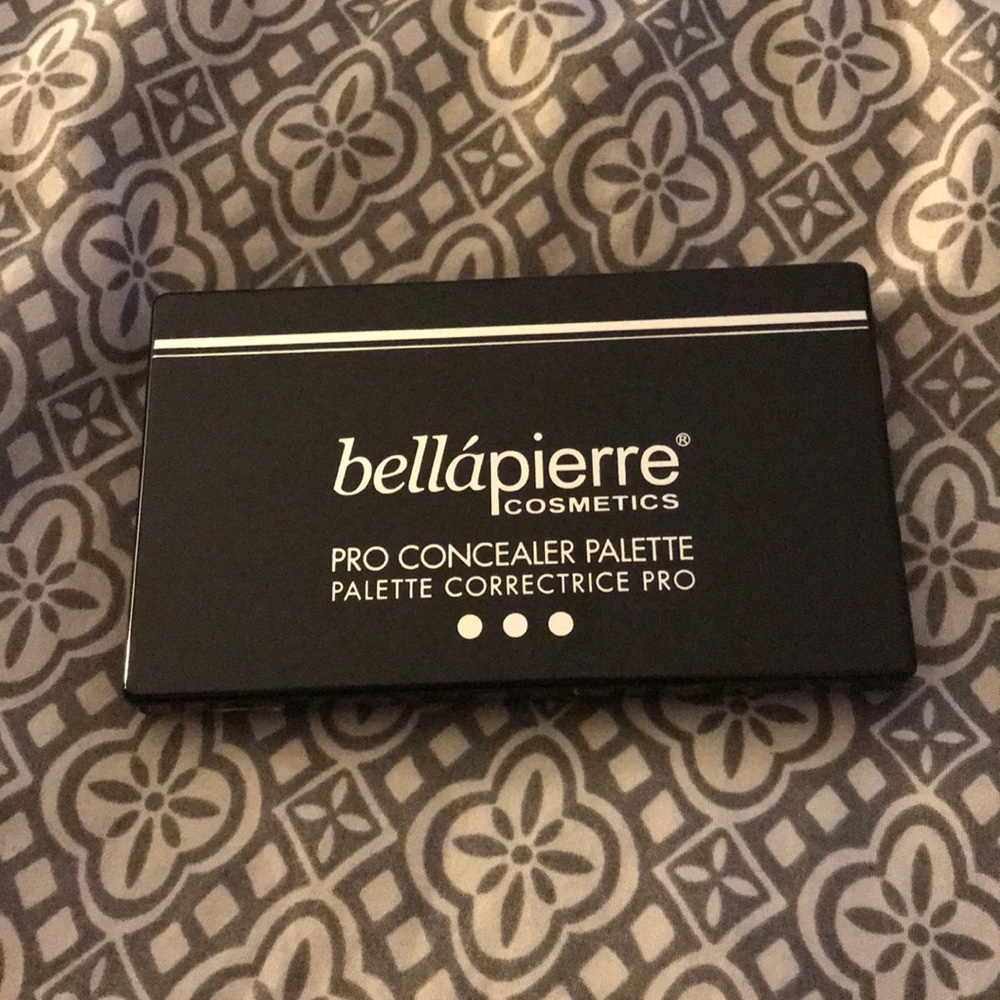 bellápierre®
COSMETICS
PRO CONCEALER PALETTE
PALETTE CORRECTRICE PRO